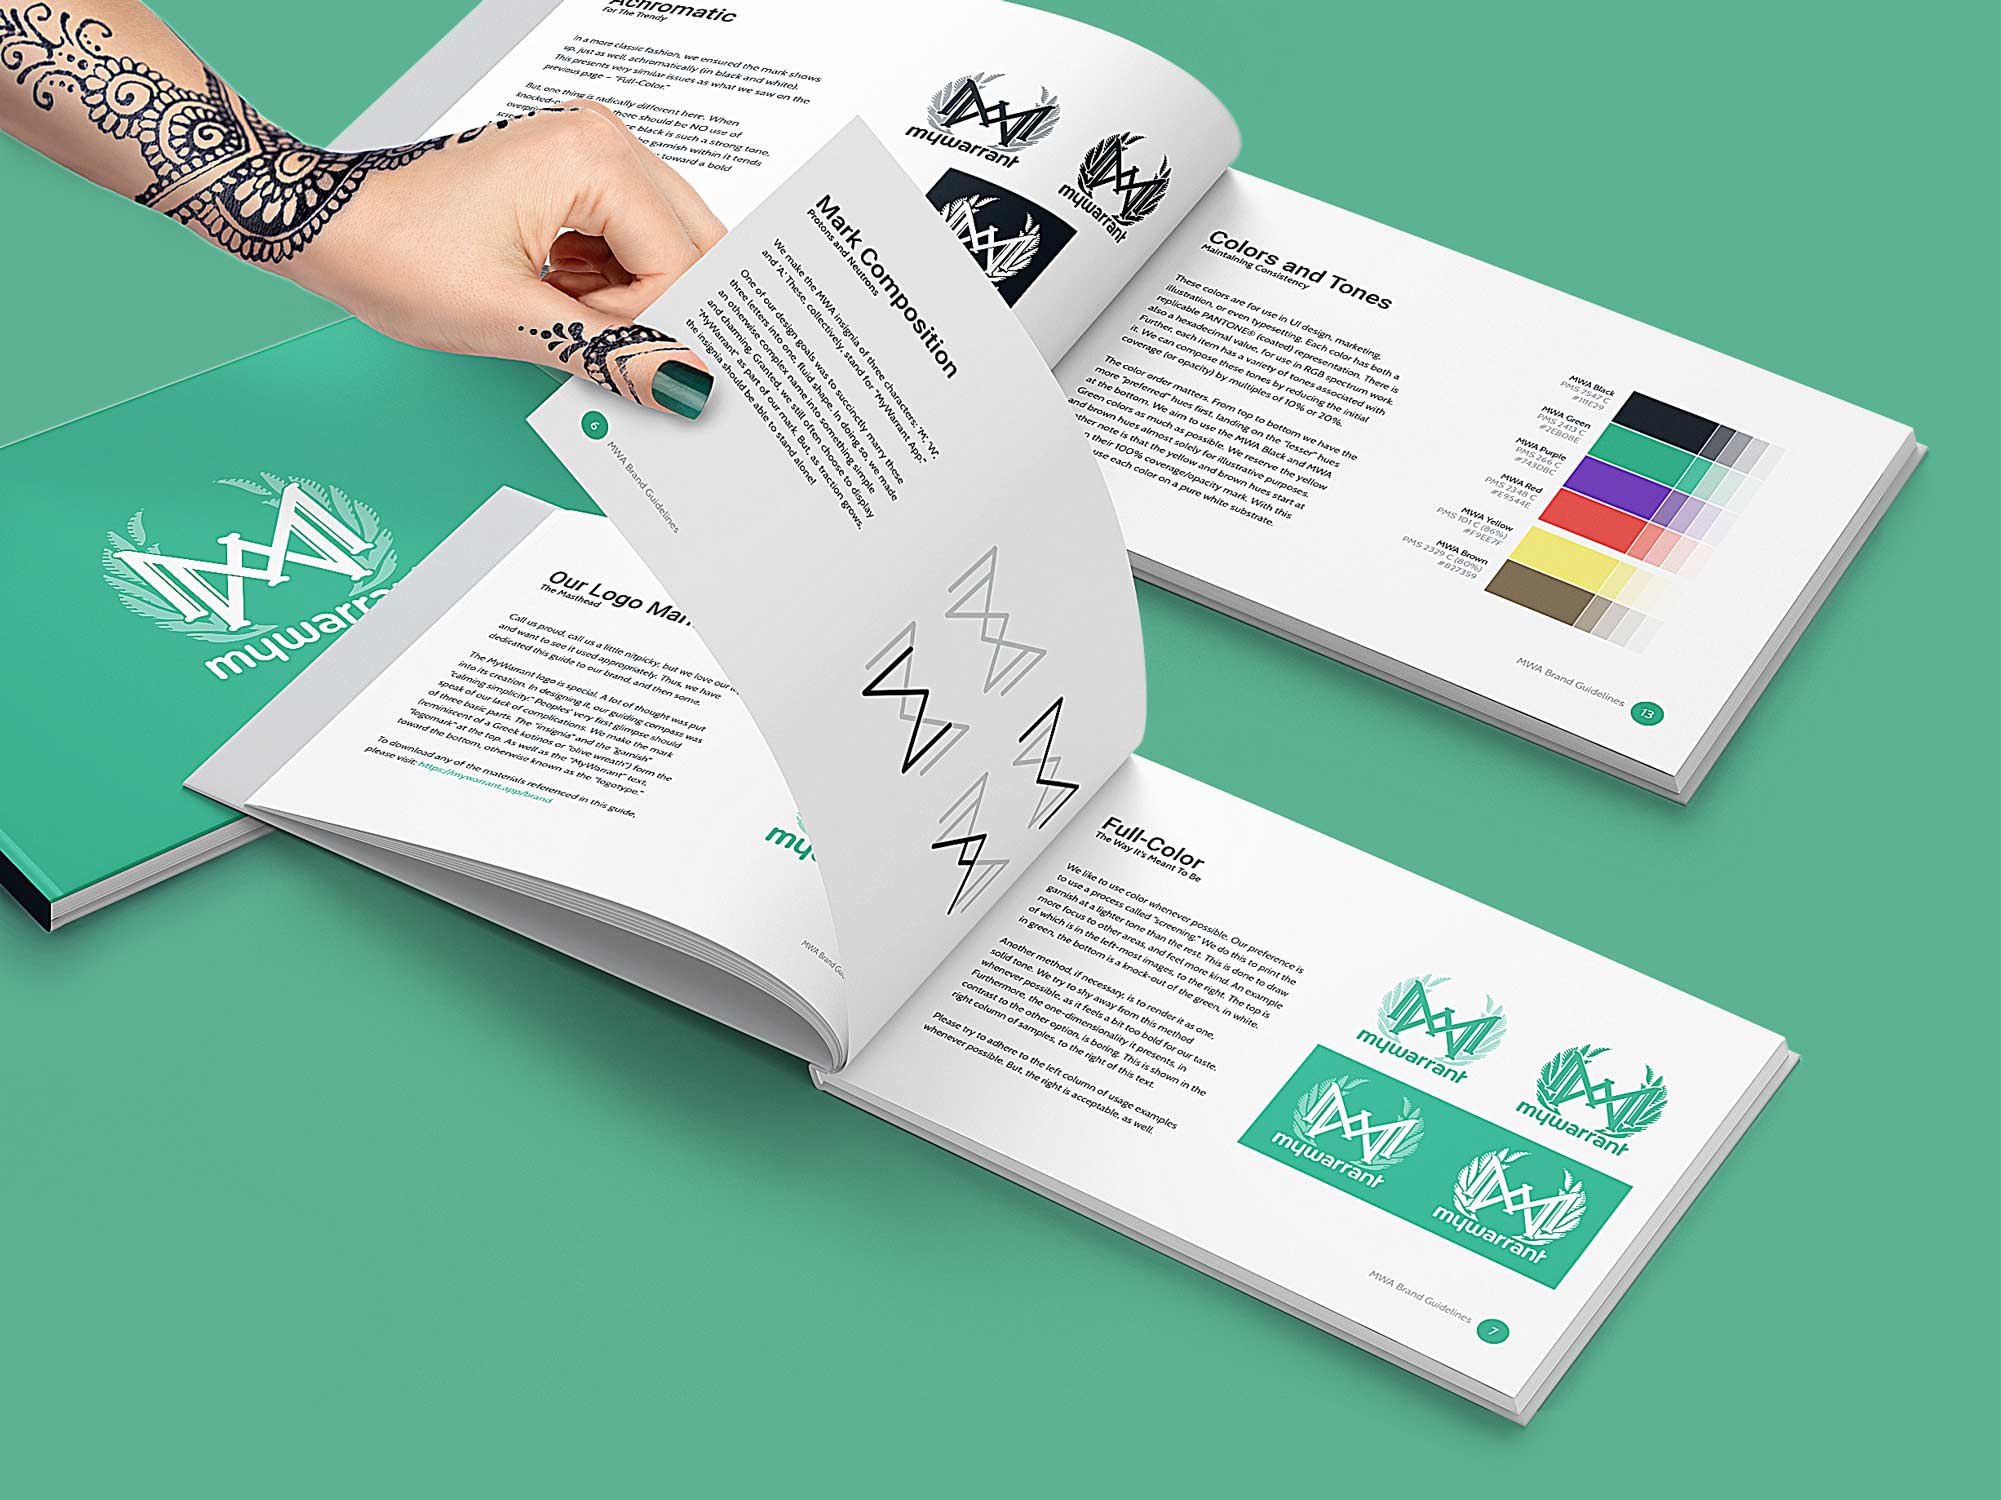 Achromatic
For The Trendy
In a more classic fashion, we ensured the mark shows
up, just as well, achromatically (in black and white).
This presents very similar issues as what we saw on the
previous page – "Full-Color."
But, one thing is radically different here. When
there should be NO use of
black is such a strong tone,
garnish within it tends
toward a bold
mywarrant
mywarrant
Colors and Tones
Maintaining Consistency
These colors are for use in UI design, marketing,
illustration, or even typesetting. Each color has both a
replicable PANTONE® (coated) representation. There is
also a hexadecimal value, for use in RGB spectrum work.
Further, each item has a variety of tones associated with
it. We can compose these tones by reducing the initial
coverage (or opacity) by multiples of 10% or 20%.
The color order matters. From top to bottom we have the
more "preferred" hues first, landing on the "lesser" hues
at the bottom. We aim to use the MWA Black and MWA
Green colors as much as possible. We reserve the yellow
and brown hues almost solely for illustrative purposes.
note is that the yellow and brown hues start at
their 100% coverage/opacity mark. With this
use each color on a pure white substrate.
MWA Black
PMS 7547 C
#111E29
MWA Green
PMS 2413 C
#2EB08E
MWA Purple
PMS 266 C
#743DBC
MWA Red
PMS 2348 C
#E9544E
MWA Yellow
PMS 101 C (86%)
#F9EE7F
MWA Brown
PMS 2329 C (80%)
#827359
MWA Brand Guidelines
13
Mark Composition
Protons and Neutrons
We make the MWA insignia of three characters; 'M', 'W',
and 'A'. These, collectively, stand for "MyWarrant App."
One of our design goals was to succinctly marry these
three letters into one, fluid shape. In doing so, we made
an otherwise complex name into something simple
and charming. Granted, we still often choose to display
"MyWarrant" as part of our mark. But, as traction grows,
the insignia should be able to stand alone!
6
MWA Brand Guidelines
mywarra
Our Logo Mar
The Masthead
Call us proud, call us a little nitpicky, but we love our
and want to see it used appropriately. Thus, we have
dedicated this guide to our brand, and then some.
The MyWarrant logo is special. A lot of thought was put
into its creation. In designing it, our guiding compass was
"calming simplicity." Peoples' very first glimpse should
speak of our lack of complications. We make the mark
of three basic parts. The "insignia" and the "garnish"
(reminiscent of a Greek kotinos or "olive wreath") form the
"logomark" at the top. As well as the "MyWarrant" text,
toward the bottom, otherwise known as the "logotype."
To download any of the materials referenced in this guide,
please visit: https://mywarrant.app/brand
my
MWA Brand Gui
Full-Color
The Way It's Meant To Be
We like to use color whenever possible. Our preference is
to use a process called "screening." We do this to print the
garnish at a lighter tone than the rest. This is done to draw
more focus to other areas, and feel more kind. An example
of which is in the left-most images, to the right. The top is
in green, the bottom is a knock-out of the green, in white.
Another method, if necessary, is to render it as one,
solid tone. We try to shy away from this method
whenever possible, as it feels a bit too bold for our taste.
Furthermore, the one-dimensionality it presents, in
contrast to the other option, is boring. This is shown in the
right column of samples, to the right of this text.
Please try to adhere to the left column of usage examples
whenever possible. But, the right is acceptable, as well.
mywarrant
mywarrant
mywarrant
mywarrant
MWA Brand Guidelines
7